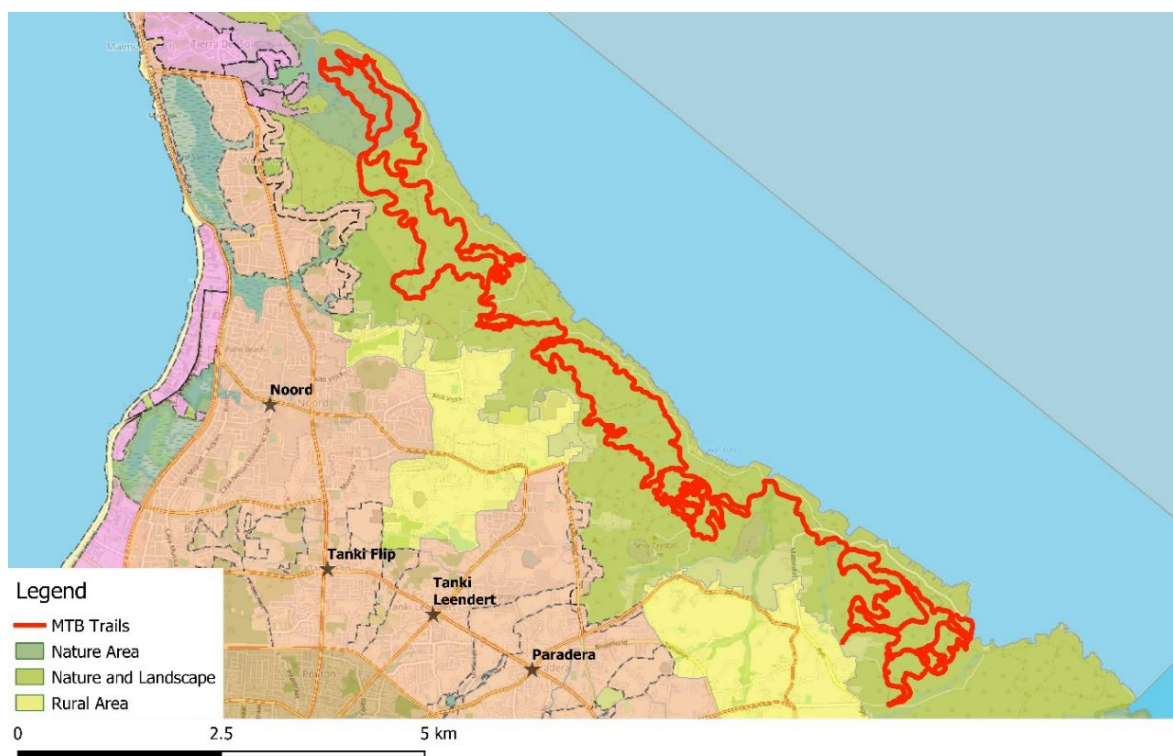 Noord
Noord
Tanki Flip
Tanki
Leendert
Paradera
Legend
MTB Trails
Nature Area
Nature and Landscape
Rural Area
0
2.5
5 km